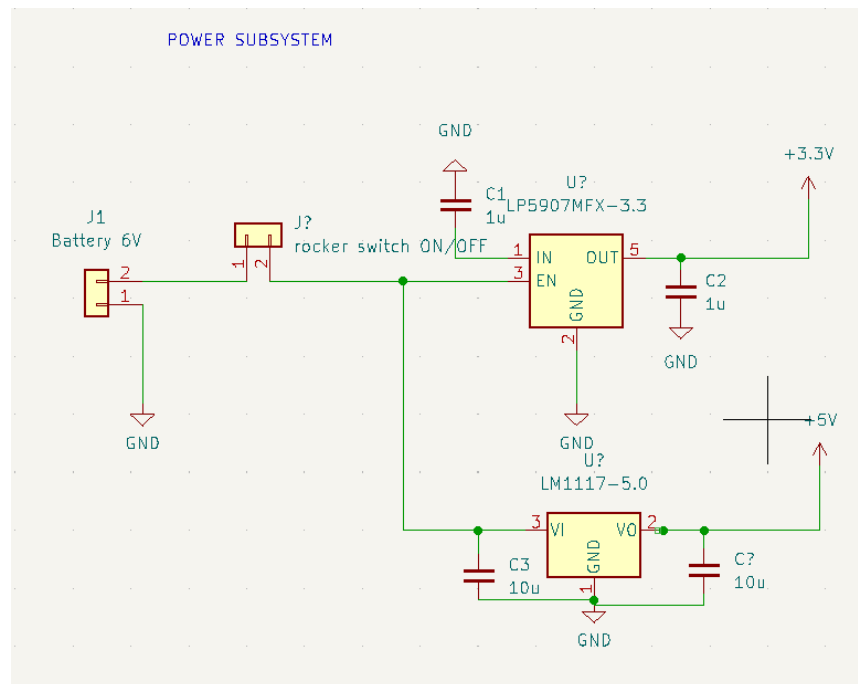 POWER SUBSYSTEM
GND
+3.3V
C1
1u
U?
LP5907MFX-3.3
J1
Battery 6V
J?
rocker switch ON/OFF
2
1
1
2
1 IN OUT 5
3 EN
GND
2
C2
1u
GND
GND
GND
+5V
U?
LM1117-5.0
3 VI VO 2
GND
1
C3
10u
C?
10u
GND